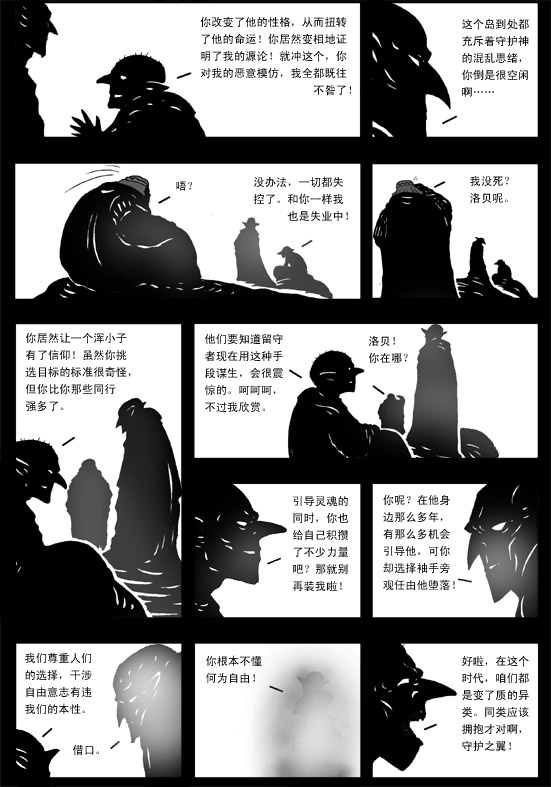 你改变了他的性格，从而扭转
了他的命运！你居然变相地证
明了我的源论！就冲这个，你
对我的恶意模仿，我全都既往
不咎了！
这个岛到处都
充斥着守护神
的混乱思绪，
你倒是很空闲
啊……
唔？
没办法，一切都失
控了。和你一样我
也是失业中！
我没死？
洛贝呢。
你居然让一个浑小子
有了信仰！虽然你挑
选目标的标准很奇怪，
但你比你那些同行
强多了。
他们要知道留守
者现在用这种手
段谋生，会很震
惊的。呵呵呵，
不过我欣赏。
洛贝！
你在哪？
引导灵魂的
同时，你也
给自己积攒
了不少力量
吧？那就别
再装我啦！
你呢？在他身
边那么多年，
有那么多机会
引导他，可你
却选择袖手旁
观任由他堕落！
我们尊重人们
的选择，干涉
自由意志有违
我们的本性。
借口。
你根本不懂
何为自由！
好啦，在这个
时代，咱们都
是变了质的异
类。同类应该
拥抱才对啊，
守护之翼！